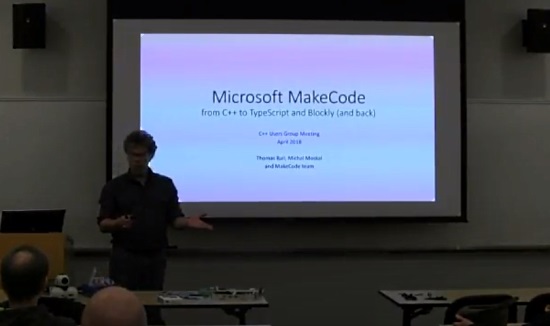 Microsoft MakeCode
from C++ to TypeScript and Blockly (and back)
C++ Users Group Meeting
April 2018
Thomas Ball, Michał Moskal
and MakeCode team